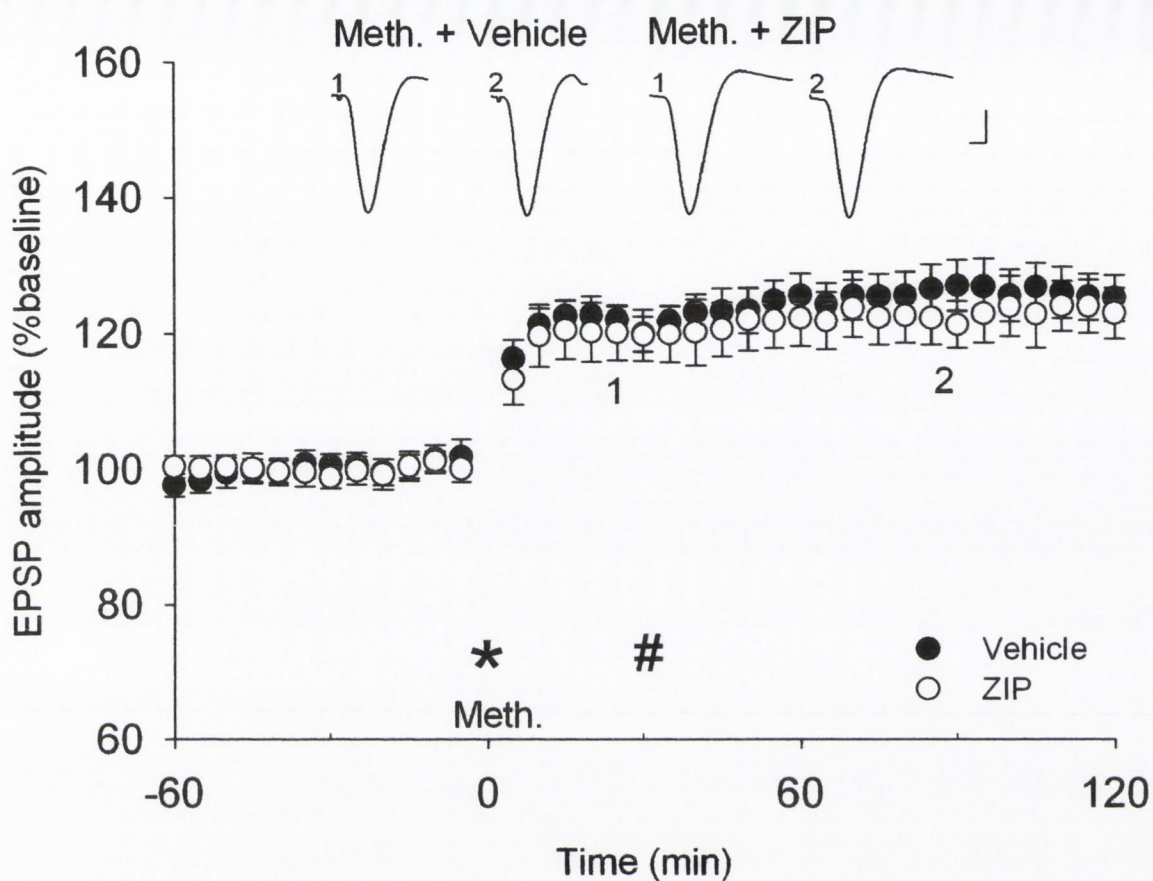 Meth. + Vehicle
Meth. + ZIP
1
2
1
2
160
140
120
100
80
60
EPSP amplitude (%baseline)
1
2
*
#
Meth.
Vehicle
ZIP
-60
0
60
120
Time (min)